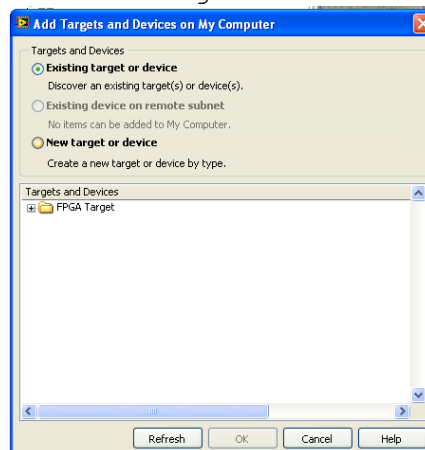 Add Targets and Devices on My Computer
Targets and Devices
Existing target or device
Discover an existing target(s) or device(s).
Existing device on remote subnet
No items can be added to My Computer.
New target or device
Create a new target or device by type.
Targets and Devices
FPGA Target
Refresh OK Cancel Help